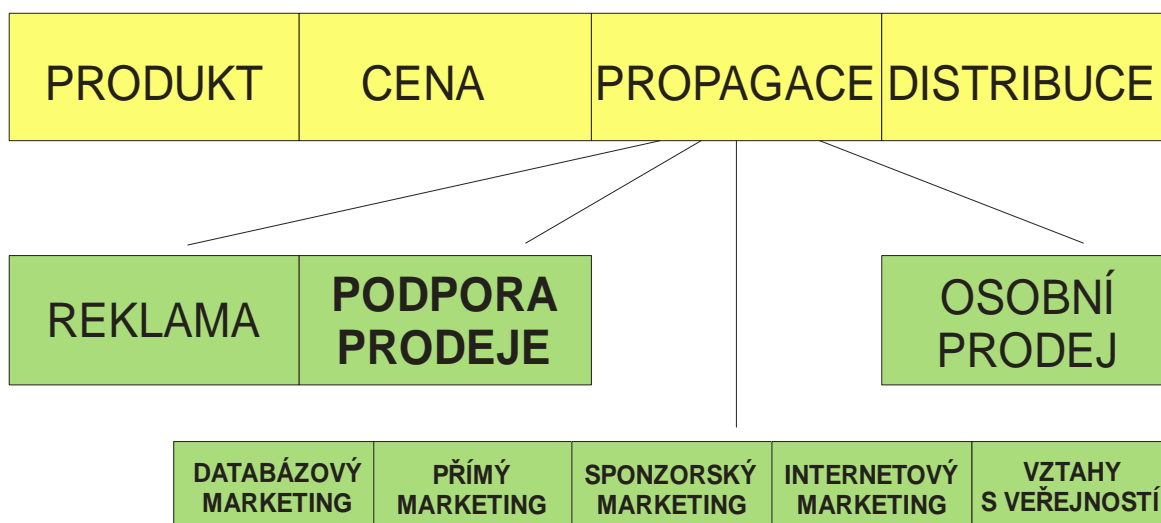 PRODUKT CENA PROPAGACE DISTRIBUCE
REKLAMA
PODPORA
PRODEJE
OSOBNÍ
PRODEJ
DATABÁZOVÝ
MARKETING
PŘÍMÝ
MARKETING
SPONZORSKÝ
MARKETING
INTERNETOVÝ
MARKETING
VZTAHY
S VEŘEJNOSTÍ